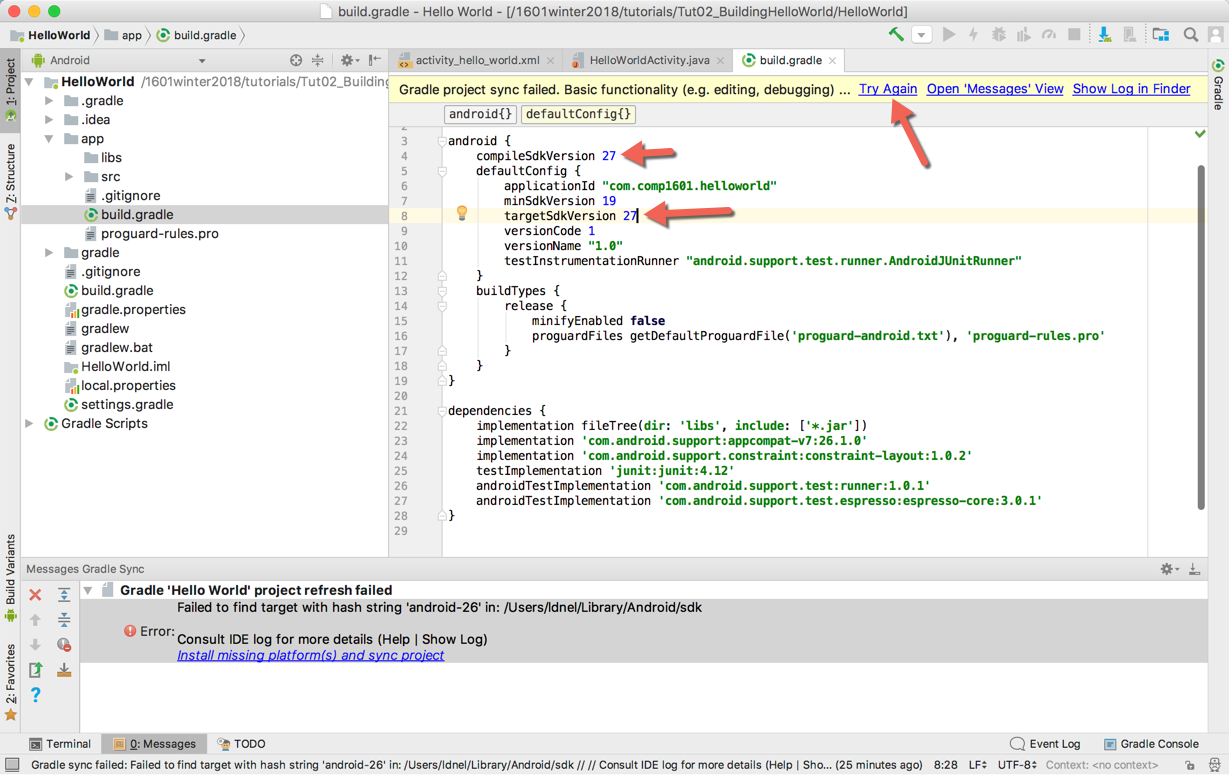 build.gradle - Hello World - [/1601winter2018/tutorials/Tut02_BuildingHelloWorld/HelloWorld]
HelloWorld app build.gradle
Android
activity_hello_world.xml HelloWorldActivity.java build.gradle
1: Project
Z: Structure
Build Variants
2: Favorites
Gradle
HelloWorld /1601winter2018/tutorials/Tut02_Building
.gradle
.idea
app
libs
src
.gitignore
build.gradle
proguard-rules.pro
gradle
.gitignore
build.gradle
gradle.properties
gradlew
gradlew.bat
HelloWorld.iml
local.properties
settings.gradle
Gradle Scripts
Gradle project sync failed. Basic functionality (e.g. editing, debugging) ... Try Again Open 'Messages' View Show Log in Finder
android{} defaultConfig{}
2
3 android {
4 compileSdkVersion 27
5 defaultConfig {
6 applicationId "com.comp1601.helloworld"
7 minSdkVersion 19
8 targetSdkVersion 27
9 versionCode 1
10 versionName "1.0"
11 testInstrumentationRunner "android.support.test.runner.AndroidJUnitRunner"
12 }
13 buildTypes {
14 release {
15 minifyEnabled false
16 proguardFiles getDefaultProguardFile('proguard-android.txt'), 'proguard-rules.pro'
17 }
18 }
19 }
20
21 dependencies {
22 implementation fileTree(dir: 'libs', include: ['*.jar'])
23 implementation 'com.android.support:appcompat-v7:26.1.0'
24 implementation 'com.android.support.constraint:constraint-layout:1.0.2'
25 testImplementation 'junit:junit:4.12'
26 androidTestImplementation 'com.android.support.test:runner:1.0.1'
27 androidTestImplementation 'com.android.support.test.espresso:espresso-core:3.0.1'
28 }
29
Messages Gradle Sync
Gradle 'Hello World' project refresh failed
Failed to find target with hash string 'android-26' in: /Users/ldnel/Library/Android/sdk
Error:
Consult IDE log for more details (Help | Show Log)
Install missing platform(s) and sync project
Terminal 0: Messages TODO Event Log Gradle Console
Gradle sync failed: Failed to find target with hash string 'android-26' in: /Users/ldnel/Library/Android/sdk // // Consult IDE log for more details (Help | Sho... (25 minutes ago) 8:28 LF UTF-8 Context: <no context>